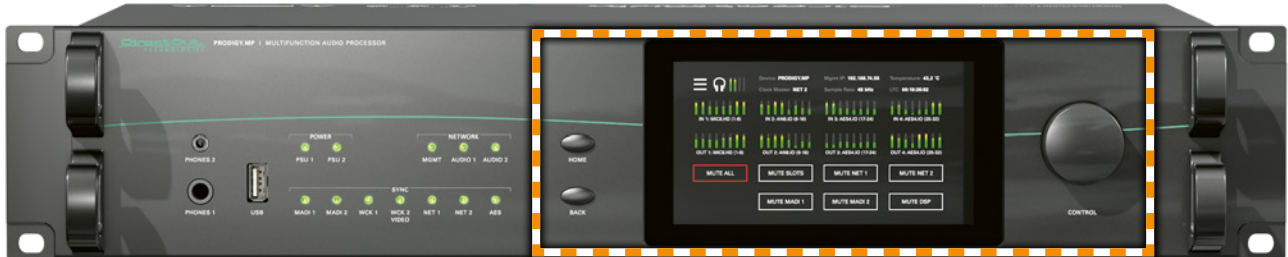 DirectOut
TECHNOLOGIES
PRODIGY.MP | MULTIFUNCTION AUDIO PROCESSOR
PHONES 2
PHONES 1
USB
POWER
PSU 1 PSU 2
NETWORK
MGMT AUDIO 1 AUDIO 2
SYNC
MADI 1 MADI 2 WCK 1 WCK 2 VIDEO NET 1 NET 2 AES
HOME
BACK
Device: PRODIGY.MP Mgmt IP: 192.168.74.55 Temperature: 43,2 °C
Clock Master: NET 2 Sample Rate: 48 kHz LTC:
IN 1: MIC8.HD (1-8) IN 2: AN8.IO (9-16) IN 3: AES4.IO (17-24) IN 4: AES4.IO (25-32)
OUT 1: MIC8.HD (1-8) OUT 2: AN8.IO (9-16) OUT 3: AES4.IO (17-24) OUT 4: AES4.IO (25-32)
MUTE ALL MUTE SLOTS MUTE NET 1 MUTE NET 2
MUTE MADI 1 MUTE MADI 2 MUTE DSP
CONTROL